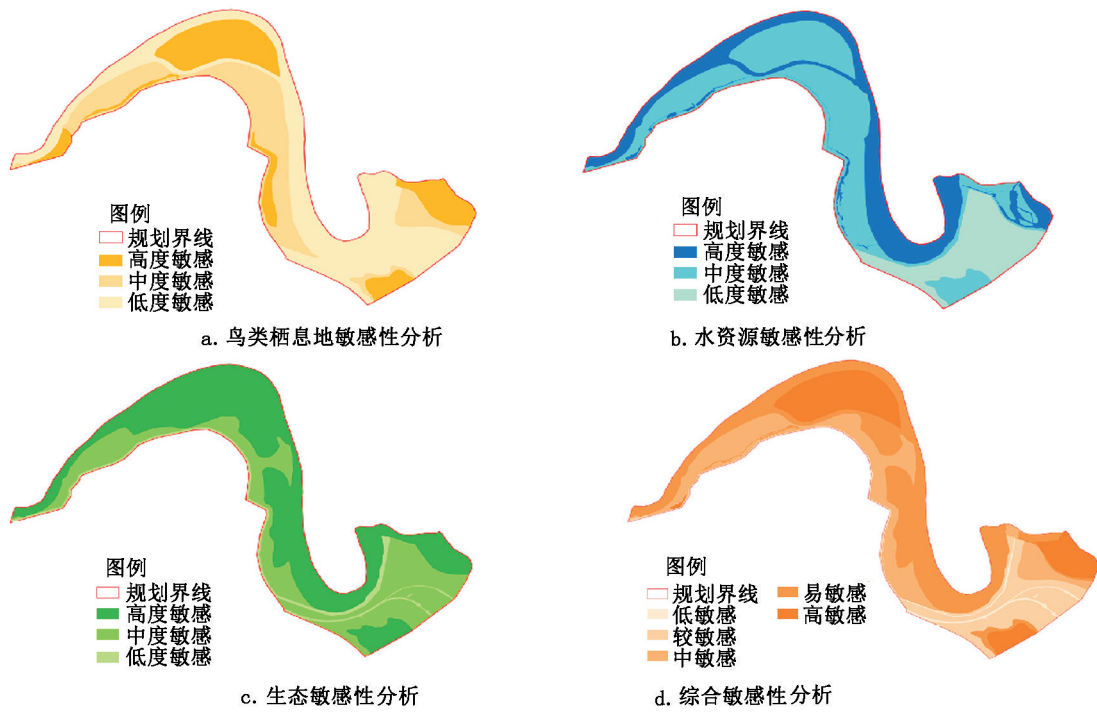 图例
规划界线
高度敏感
中度敏感
低度敏感
a. 鸟类栖息地敏感性分析
图例
规划界线
高度敏感
中度敏感
低度敏感
b. 水资源敏感性分析
图例
规划界线
高度敏感
中度敏感
低度敏感
c. 生态敏感性分析
图例
规划界线 易敏感
低敏感 高敏感
较敏感
中敏感
d. 综合敏感性分析